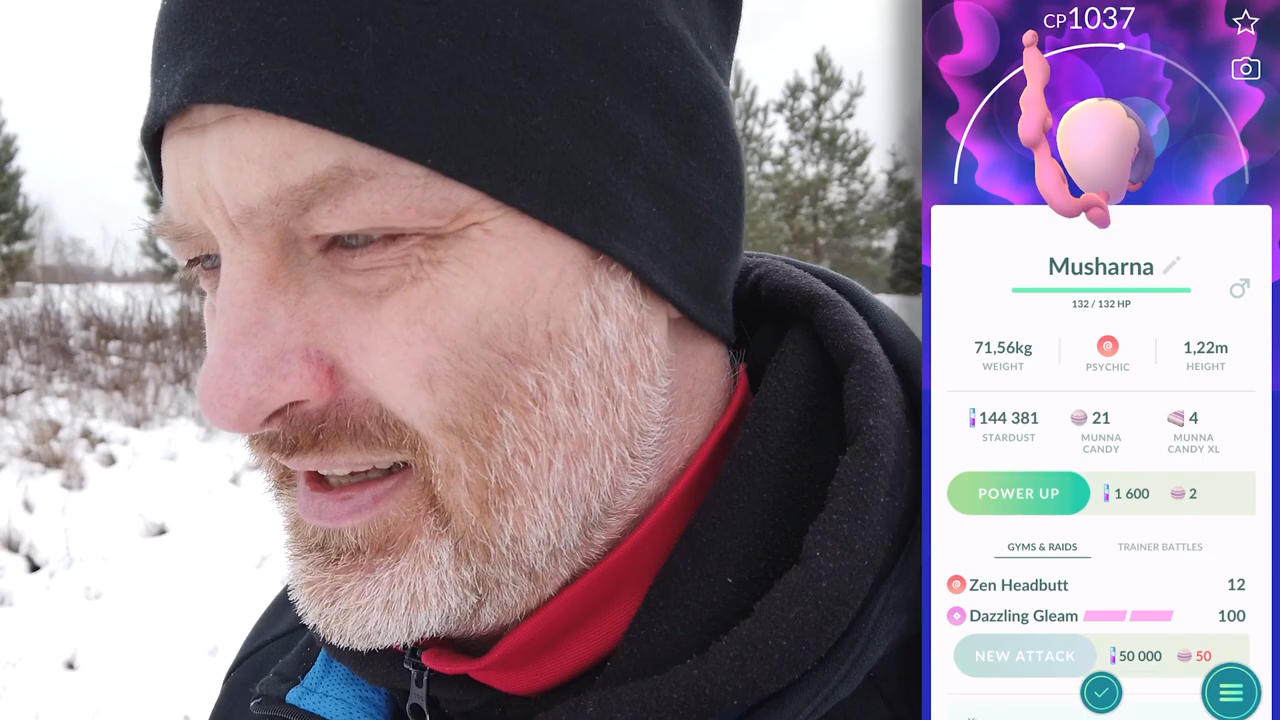 CP1037
Musharna
132 / 132 HP
71,56kg
WEIGHT
PSYCHIC
1,22m
HEIGHT
144 381
STARDUST
21
MUNNA
CANDY
4
MUNNA
CANDY XL
POWER UP
1 600
2
GYMS & RAIDS
TRAINER BATTLES
Zen Headbutt
12
Dazzling Gleam
100
NEW ATTACK
50 000
50